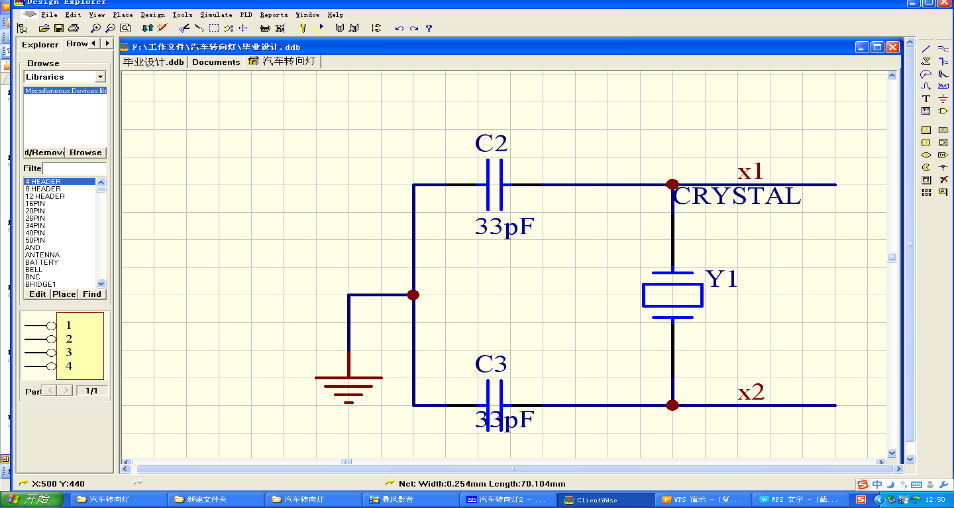 Design Explorer
File Edit View Place Design Tools Simulate PLD Reports Window Help
Explorer Brow
F:\工作文件\汽车转向灯\毕业设计.ddb
毕业设计.ddb Documents 汽车转向灯
Browse
Libraries
Miscellaneous Devices.lib
d/Remov Browse
Filte
4 HEADER
8 HEADER
12 HEADER
16PIN
20PIN
26PIN
34PIN
40PIN
50PIN
AND
ANTENNA
BATTERY
BELL
BNC
BRIDGE1
Edit Place Find
1
2
3
4
Part 1/1
C2
33pF
x1
CRYSTAL
Y1
C3
33pF
x2
X:500 Y:440
Net: Width:0.254mm Length:70.104mm
开始 汽车转向灯 新建文件夹 汽车转向灯 暴风影音 汽车转向灯2 - ... ClientWWse WPS 演示 - [复... WPS 文字 - [截... 中 12:50